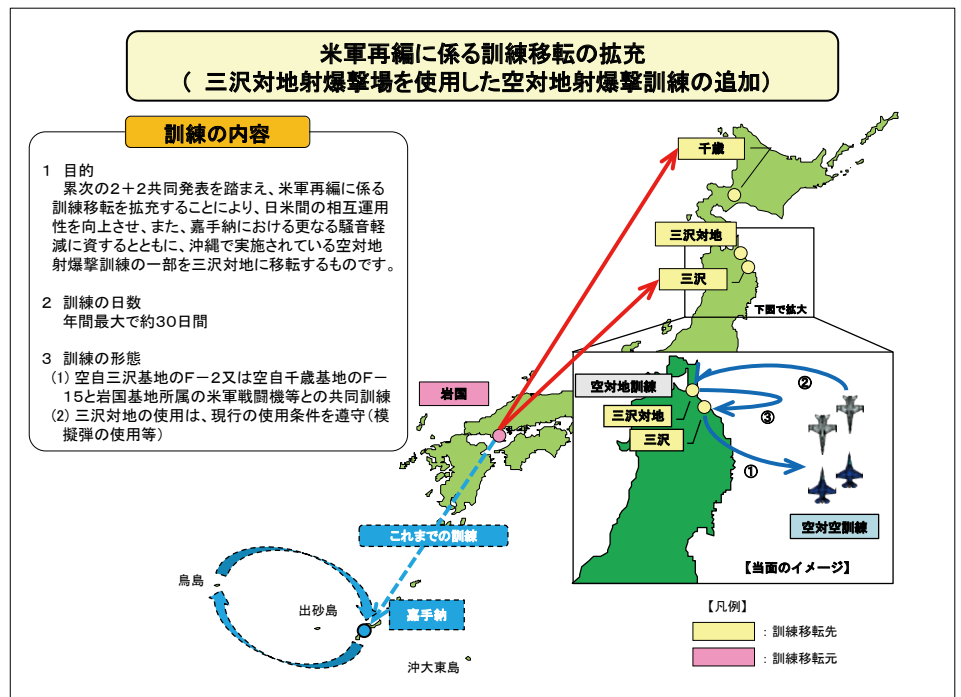 米軍再編に係る訓練移転の拡充
( 三沢対地射爆撃場を使用した空対地射爆撃訓練の追加)
訓練の内容
1 目的
累次の2+2共同発表を踏まえ、米軍再編に係る
訓練移転を拡充することにより、日米間の相互運用
性を向上させ、また、嘉手納における更なる騒音軽
減に資するとともに、沖縄で実施されている空対地
射爆撃訓練の一部を三沢対地に移転するものです。
2 訓練の日数
年間最大で約30日間
3 訓練の形態
(1) 空自三沢基地のF-2又は空自千歳基地のF-
15と岩国基地所属の米軍戦闘機等との共同訓練
(2) 三沢対地の使用は、現行の使用条件を遵守(模
擬弾の使用等)
千歳
三沢対地
三沢
下図で拡大
岩国
空対地訓練
三沢対地
三沢
②
③
①
空対空訓練
【当面のイメージ】
これまでの訓練
鳥島
出砂島
嘉手納
沖大東島
【凡例】
:訓練移転先
:訓練移転元